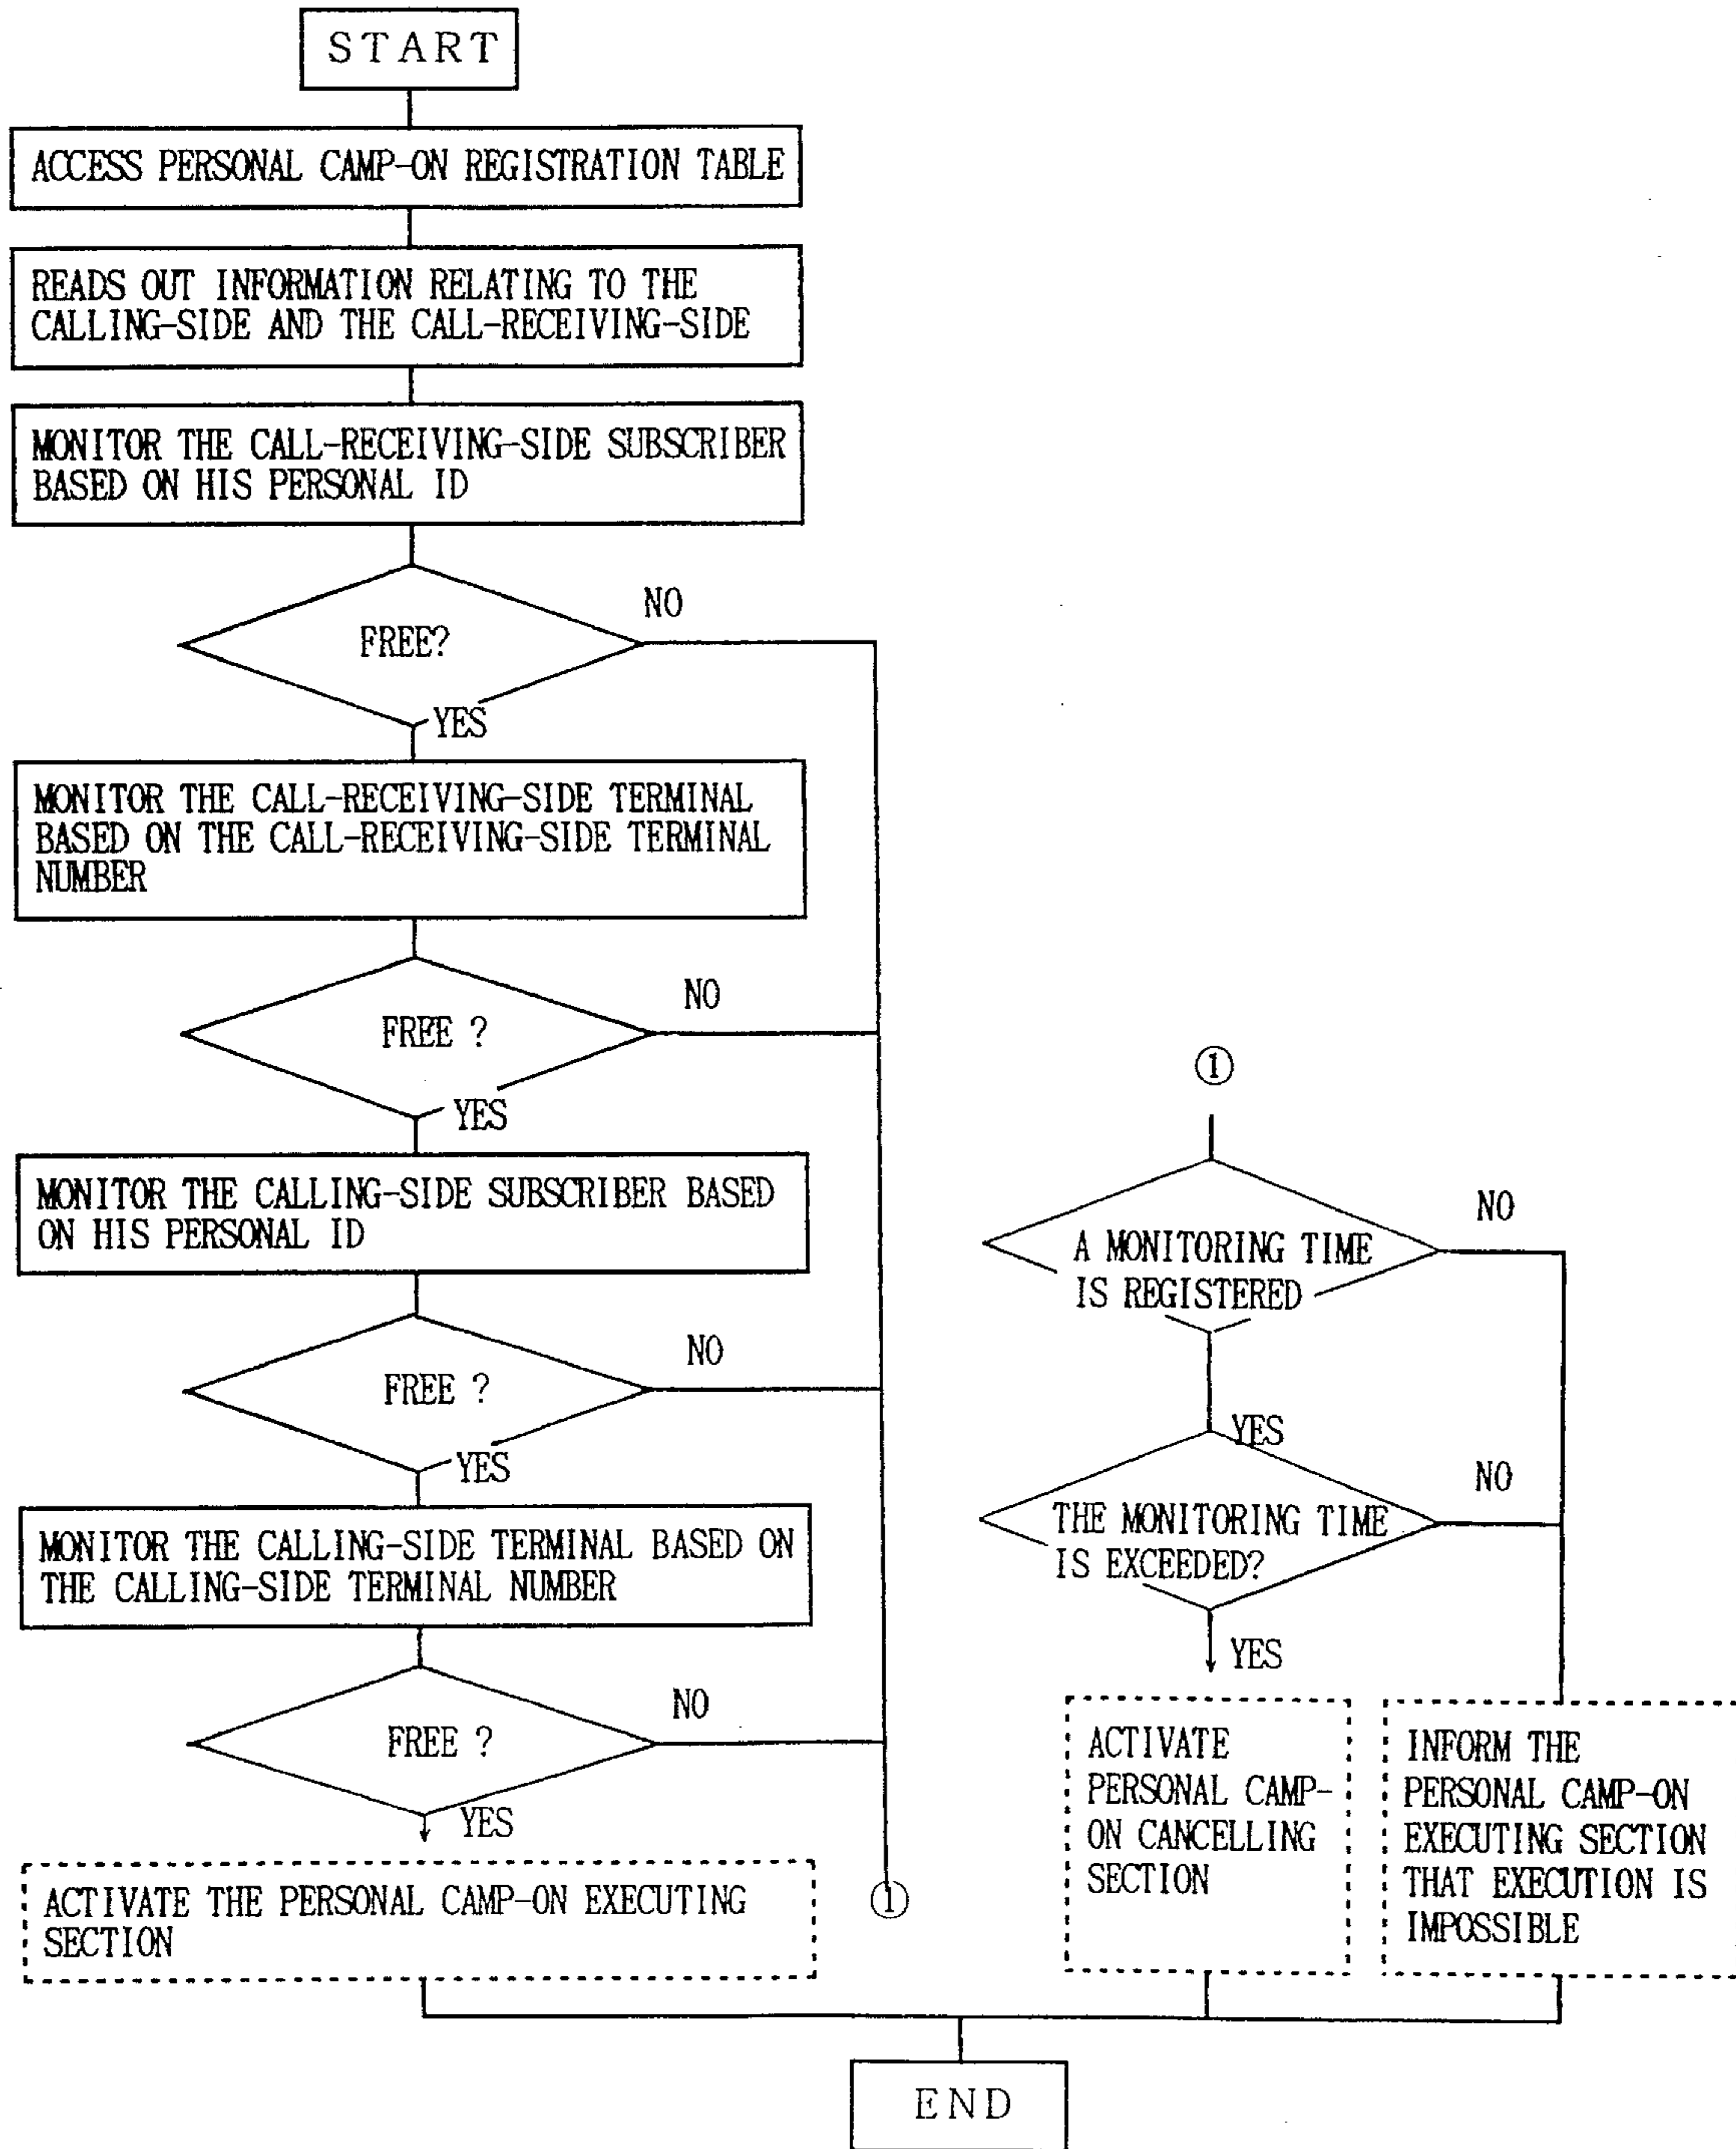 START
ACCESS PERSONAL CAMP-ON REGISTRATION TABLE
READS OUT INFORMATION RELATING TO THE
CALLING-SIDE AND THE CALL-RECEIVING-SIDE
MONITOR THE CALL-RECEIVING-SIDE SUBSCRIBER
BASED ON HIS PERSONAL ID
FREE?
NO
YES
MONITOR THE CALL-RECEIVING-SIDE TERMINAL
BASED ON THE CALL-RECEIVING-SIDE TERMINAL
NUMBER
FREE ?
NO
YES
MONITOR THE CALLING-SIDE SUBSCRIBER BASED
ON HIS PERSONAL ID
FREE ?
NO
YES
MONITOR THE CALLING-SIDE TERMINAL BASED ON
THE CALLING-SIDE TERMINAL NUMBER
FREE ?
NO
YES
ACTIVATE THE PERSONAL CAMP-ON EXECUTING
SECTION
①
①
A MONITORING TIME
IS REGISTERED
NO
YES
THE MONITORING TIME
IS EXCEEDED?
NO
YES
ACTIVATE
PERSONAL CAMP-
ON CANCELLING
SECTION
INFORM THE
PERSONAL CAMP-ON
EXECUTING SECTION
THAT EXECUTION IS
IMPOSSIBLE
END